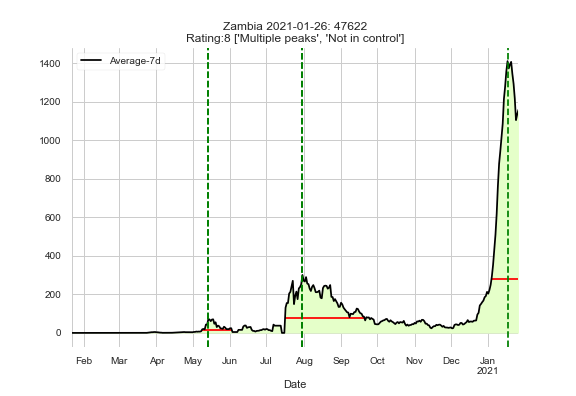 Zambia 2021-01-26: 47622
Rating:8 ['Multiple peaks', 'Not in control']
Average-7d
1400
1200
1000
800
600
400
200
0
Feb Mar Apr May Jun Jul Aug Sep Oct Nov Dec Jan
2021
Date